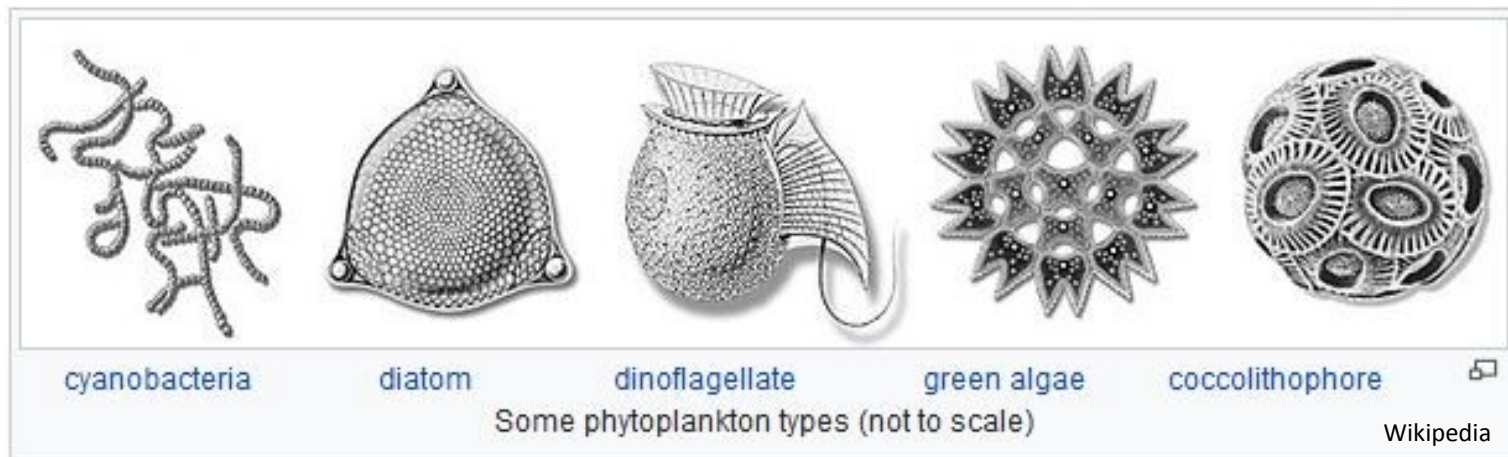 cyanobacteria diatom dinoflagellate green algae coccolithophore
Some phytoplankton types (not to scale)
Wikipedia